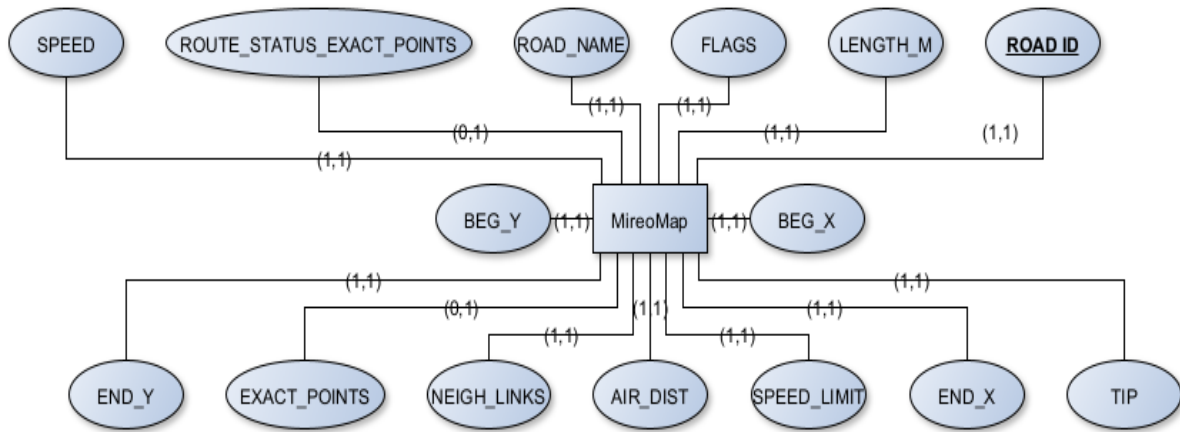 SPEED
ROUTE_STATUS_EXACT_POINTS
ROAD_NAME
FLAGS
LENGTH_M
ROAD ID
(1,1)
(1,1)
(0,1)
(1,1)
(1,1)
(1,1)
BEG_Y
(1,1)
MireoMap
(1,1)
BEG_X
(1,1)
(1,1)
(0,1)
(1,1)
(1,1)
(1,1)
(1,1)
END_Y
EXACT_POINTS
NEIGH_LINKS
AIR_DIST
SPEED_LIMIT
END_X
TIP